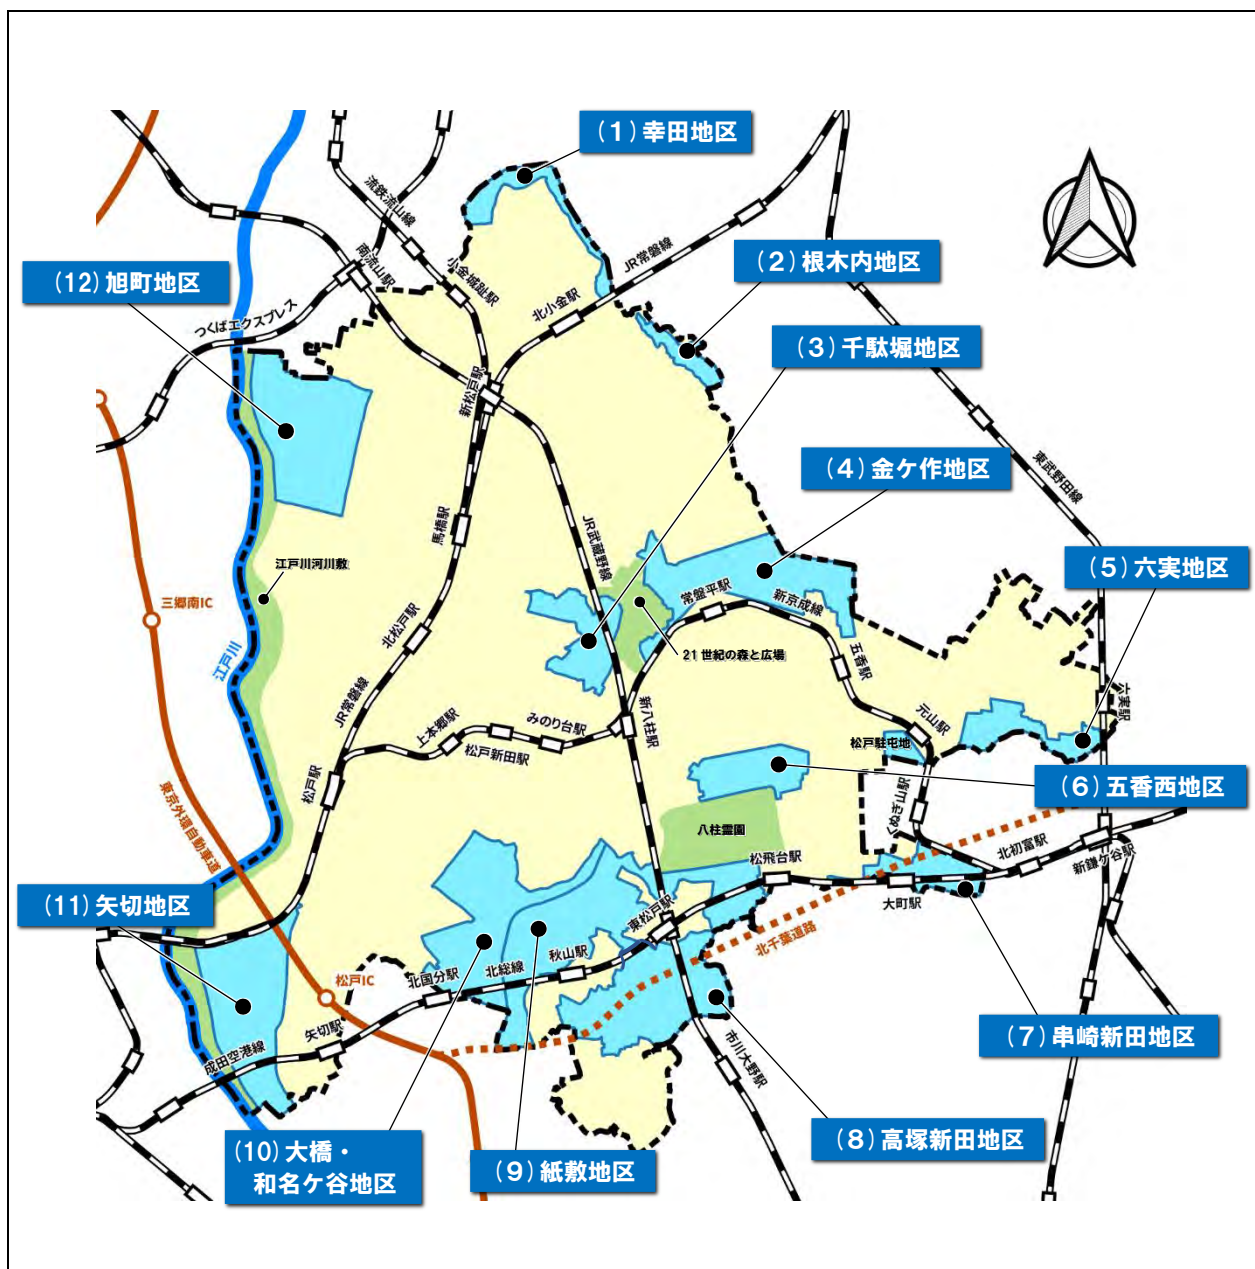 (1)幸田地区
流鉄流山線
(2)根木内地区
JR常磐線
南流山駅
小金城趾駅
(12)旭町地区
北小金駅
つくばエクスプレス
(3)千駄堀地区
新松戸駅
(4)金ケ作地区
東武野田線
馬橋駅
JR武蔵野線
(5)六実地区
江戸川河川敷
常盤平駅
新京成線
三郷南IC
北松戸駅
21世紀の森と広場
五香駅
江戸川
六実駅
JR常磐線
上本郷駅
みのり台駅
新八柱駅
元山駅
松戸新田駅
松戸駐屯地
松戸駅
(6)五香西地区
くぬぎ山駅
東京外環自動車道
八柱霊園
北初富駅
松飛台駅
新鎌ケ谷駅
(11)矢切地区
大町駅
東松戸駅
北千葉道路
秋山駅
北総線
北国分駅
松戸IC
矢切駅
(7)串崎新田地区
成田空港線
市川大野駅
(8)高塚新田地区
(10)大橋・
和名ケ谷地区
(9)紙敷地区